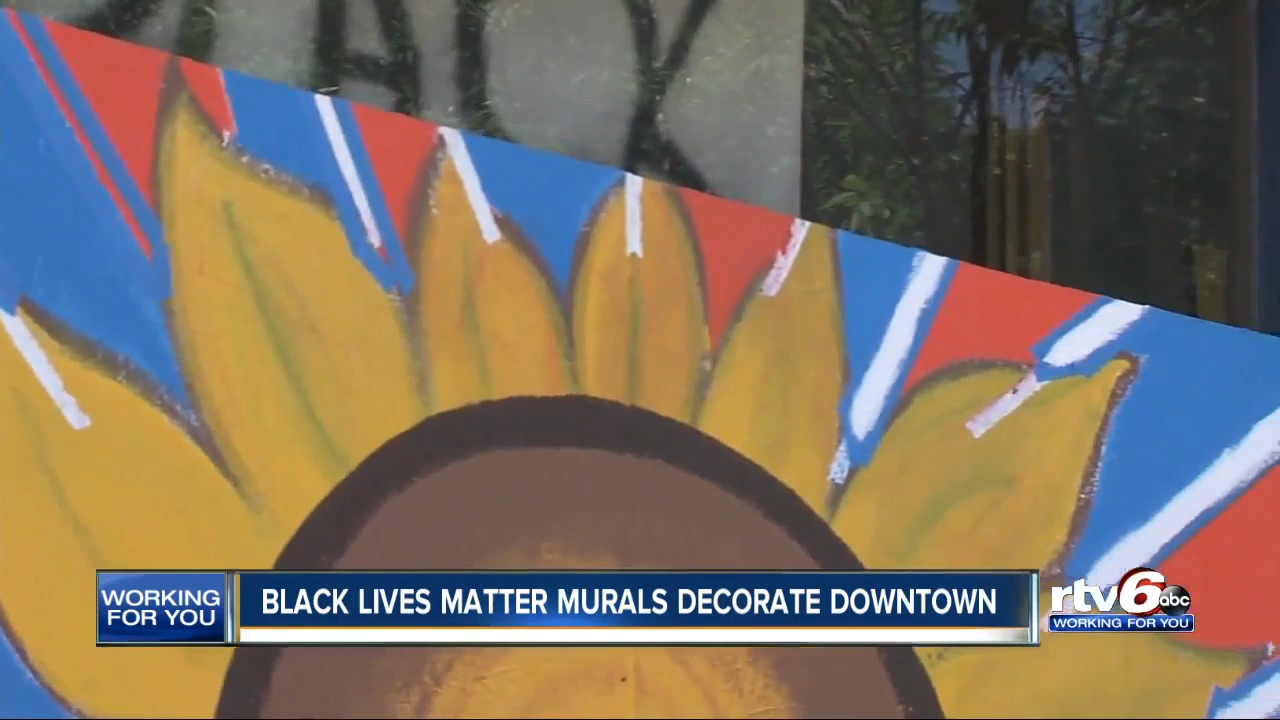 WORKING
FOR YOU
BLACK LIVES MATTER MURALS DECORATE DOWNTOWN
rtv6 abc
WORKING FOR YOU